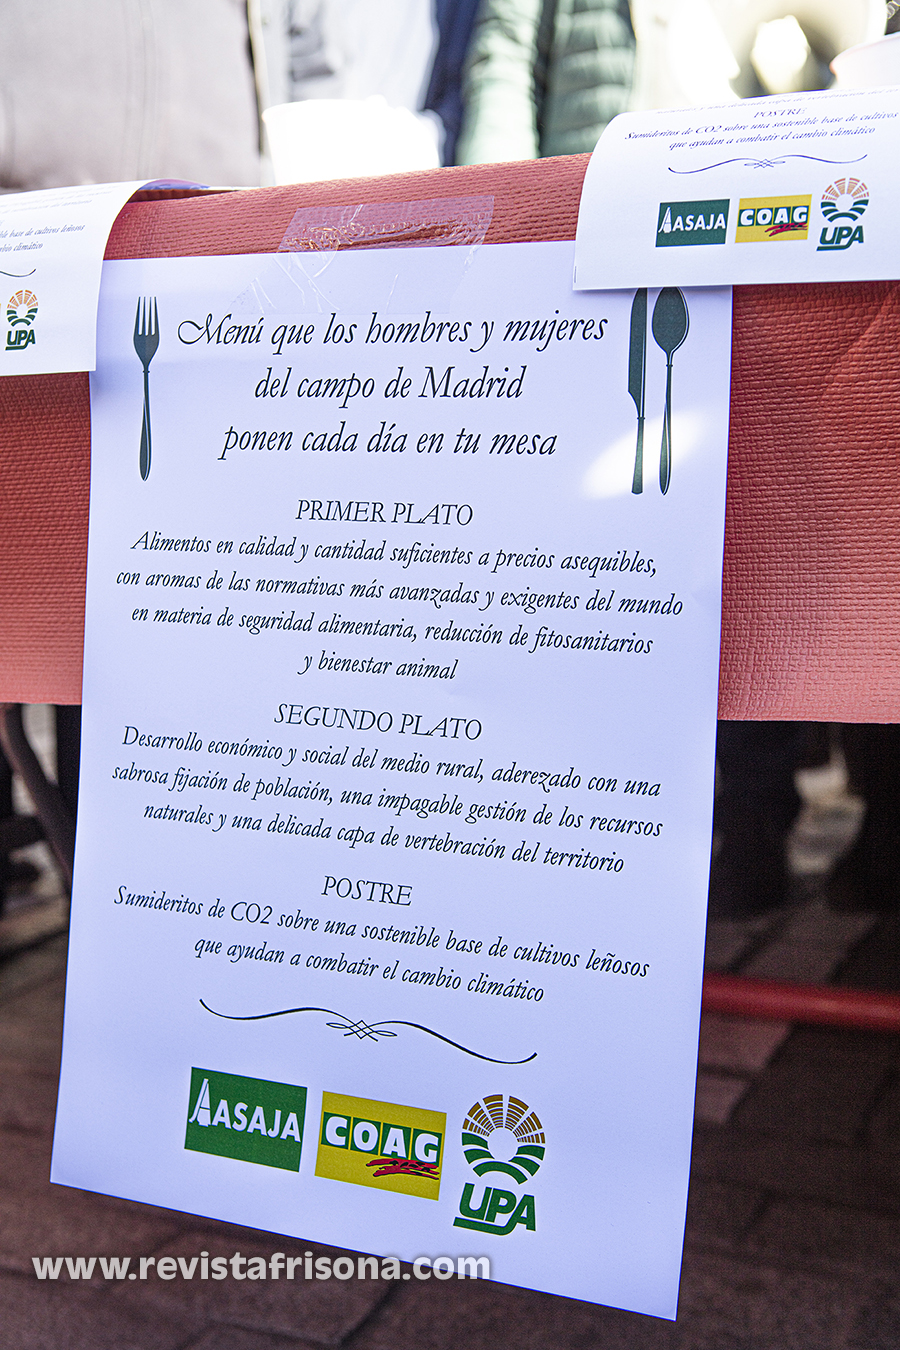 POSTRE
Sumideritos de CO2 sobre una sostenible base de cultivos
que ayudan a combatir el cambio climático
ASAJA
COAG
UPA
ble base de cultivos leñosos
o climático
UPA
Menú que los hombres y mujeres
del campo de Madrid
ponen cada día en tu mesa
PRIMER PLATO
Alimentos en calidad y cantidad suficientes a precios asequibles,
con aromas de las normativas más avanzadas y exigentes del mundo
en materia de seguridad alimentaria, reducción de fitosanitarios
y bienestar animal
SEGUNDO PLATO
Desarrollo económico y social del medio rural, aderezado con una
sabrosa fijación de población, una impagable gestión de los recursos
naturales y una delicada capa de vertebración del territorio
POSTRE
Sumideritos de CO2 sobre una sostenible base de cultivos leñosos
que ayudan a combatir el cambio climático
ASAJA
COAG
UPA
www.revistafrisona.com